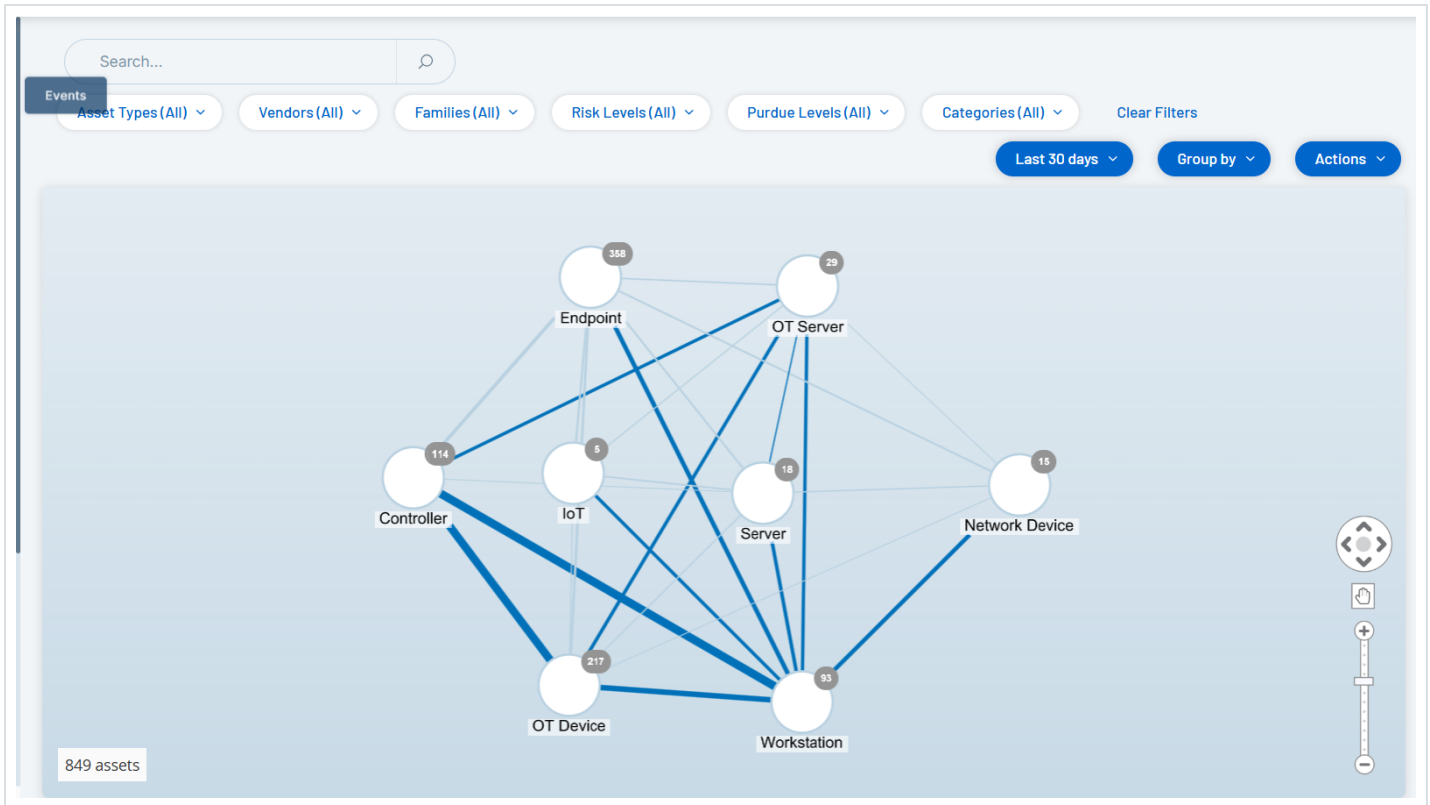 Search...
Events
Asset Types (All)
Vendors (All)
Families (All)
Risk Levels (All)
Purdue Levels (All)
Categories (All)
Clear Filters
Last 30 days
Group by
Actions
358
Endpoint
29
OT Server
114
Controller
5
IoT
18
Server
15
Network Device
217
OT Device
93
Workstation
849 assets